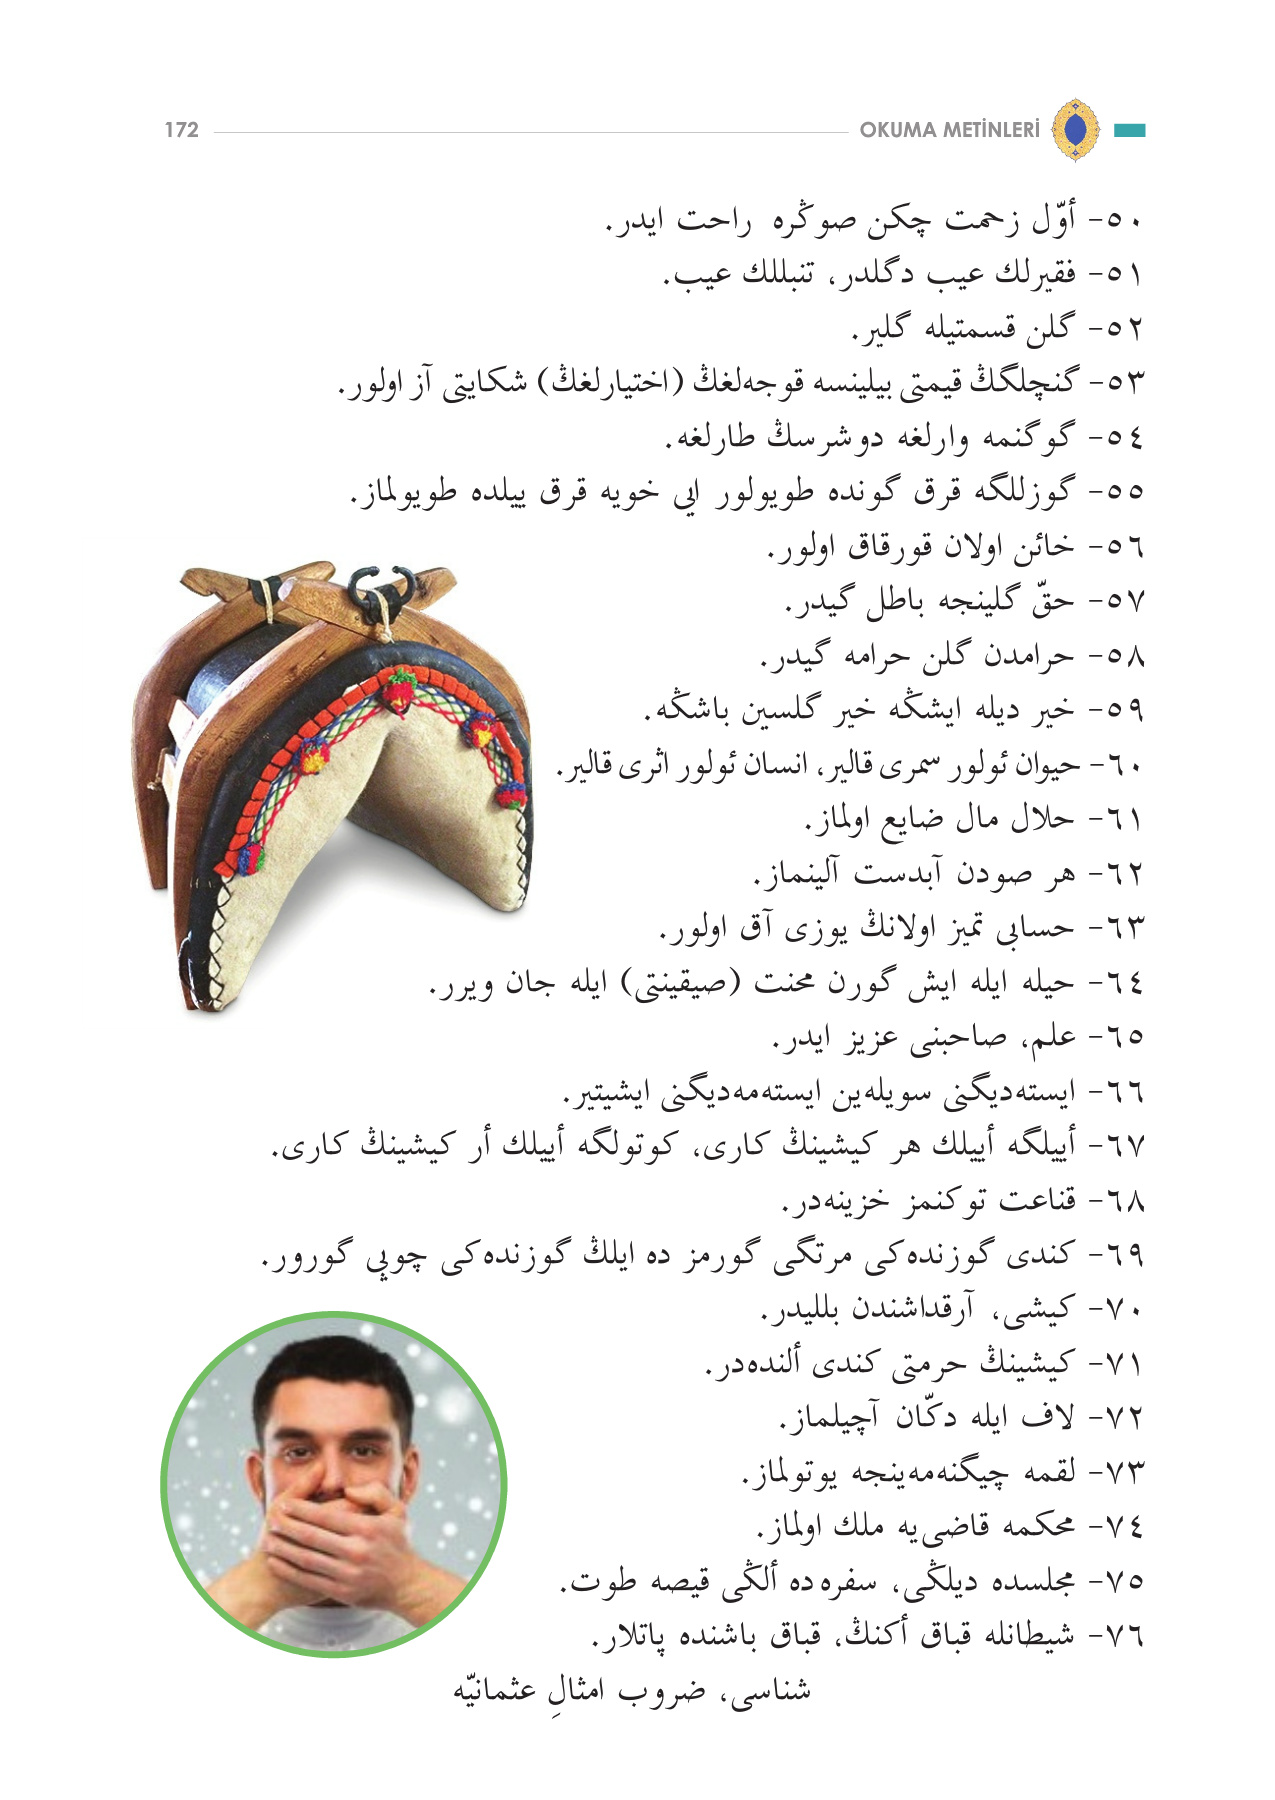 172 OKUMA METİNLERİ
٥٠- أوّل زحمت چكن صوڭره راحت ايدر.
٥١- فقيرلك عيب دگلدر، تنبللك عيب.
٥٢- گلن قسمتيله گلير.
٥٣- گنچلگڭ قيمتى بيلينسه قوجه‌لغڭ (اختيارلغڭ) شكايتى آز اولور.
٥٤- گوگنمه وارلغه دوشرسڭ طارلغه.
٥٥- گوزللگه قرق گونده طويولور ايى خويه قرق ييلده طويولماز.
٥٦- خائن اولان قورقاق اولور.
٥٧- حقّ گلينجه باطل گيدر.
٥٨- حرامدن گلن حرامه گيدر.
٥٩- خير ديله ايشڭه خير گلسين باشڭه.
٦٠- حيوان ئولور سمرى قالير، انسان ئولور اثرى قالير.
٦١- حلال مال ضايع اولماز.
٦٢- هر صودن آبدست آلينماز.
٦٣- حسابى تميز اولانڭ يوزى آق اولور.
٦٤- حيله ايله ايش گورن محنت (صيقينتى) ايله جان ويرر.
٦٥- علم، صاحبنى عزيز ايدر.
٦٦- ايسته‌ديگنى سويله‌ين ايسته‌مه‌ديگنى ايشيتير.
٦٧- أييلگه أييلك هر كيشينڭ كارى، كوتولگه أييلك أر كيشينڭ كارى.
٦٨- قناعت توكنمز خزينه‌در.
٦٩- كندى گوزنده‌كى مرتگى گورمز ده ايلڭ گوزنده‌كى چوپى گورور.
٧٠- كيشى، آرقداشندن بلليدر.
٧١- كيشينڭ حرمتى كندى ألنده‌در.
٧٢- لاف ايله دكّان آچيلماز.
٧٣- لقمه چيگنه‌مه‌ينجه يوتولماز.
٧٤- محكمه قاضى‌يه ملك اولماز.
٧٥- مجلسده ديلڭى، سفره‌ده ألڭى قيصه طوت.
٧٦- شيطانله قباق أكنڭ، قباق باشنده پاتلار.
شناسى، ضروب امثالِ عثمانيّه